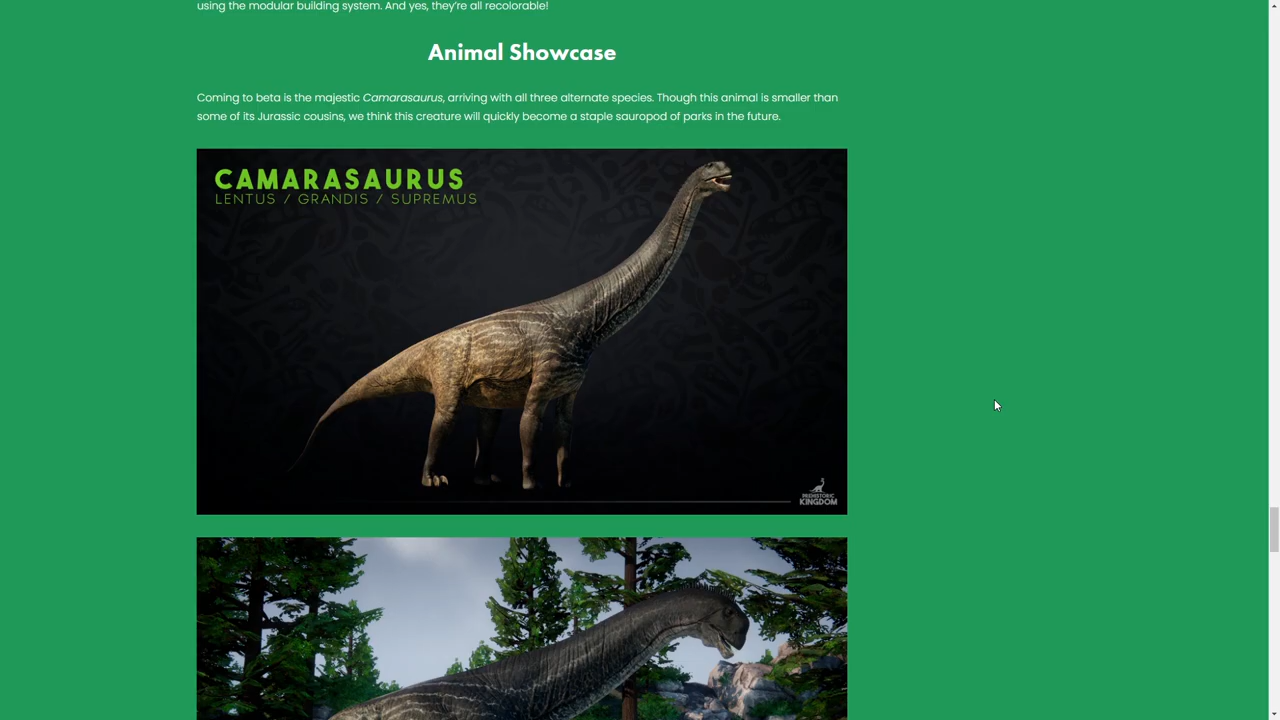 using the modular building system. And yes, they’re all recolorable!
Animal Showcase
Coming to beta is the majestic Camarasaurus, arriving with all three alternate species. Though this animal is smaller than
some of its Jurassic cousins, we think this creature will quickly become a staple sauropod of parks in the future.
CAMARASAURUS
LENTUS / GRANDIS / SUPREMUS
PREHISTORIC
KINGDOM